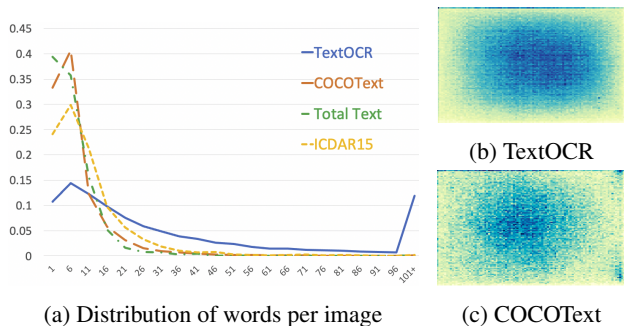 0.45
0.4
0.35
0.3
0.25
0.2
0.15
0.1
0.05
0
1 6 11 16 21 26 31 36 41 46 51 56 61 66 71 76 81 86 91 96 101+
TextOCR
COCOText
Total Text
ICDAR15
(a) Distribution of words per image
(b) TextOCR
(c) COCOText